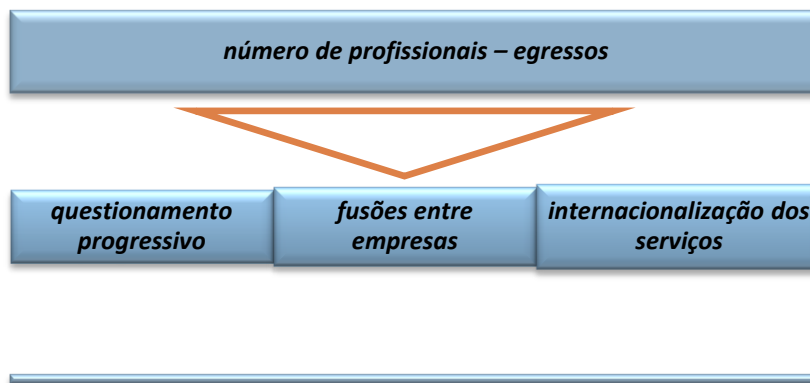 número de profissionais – egressos
questionamento
progressivo
fusões entre
empresas
internacionalização dos
serviços